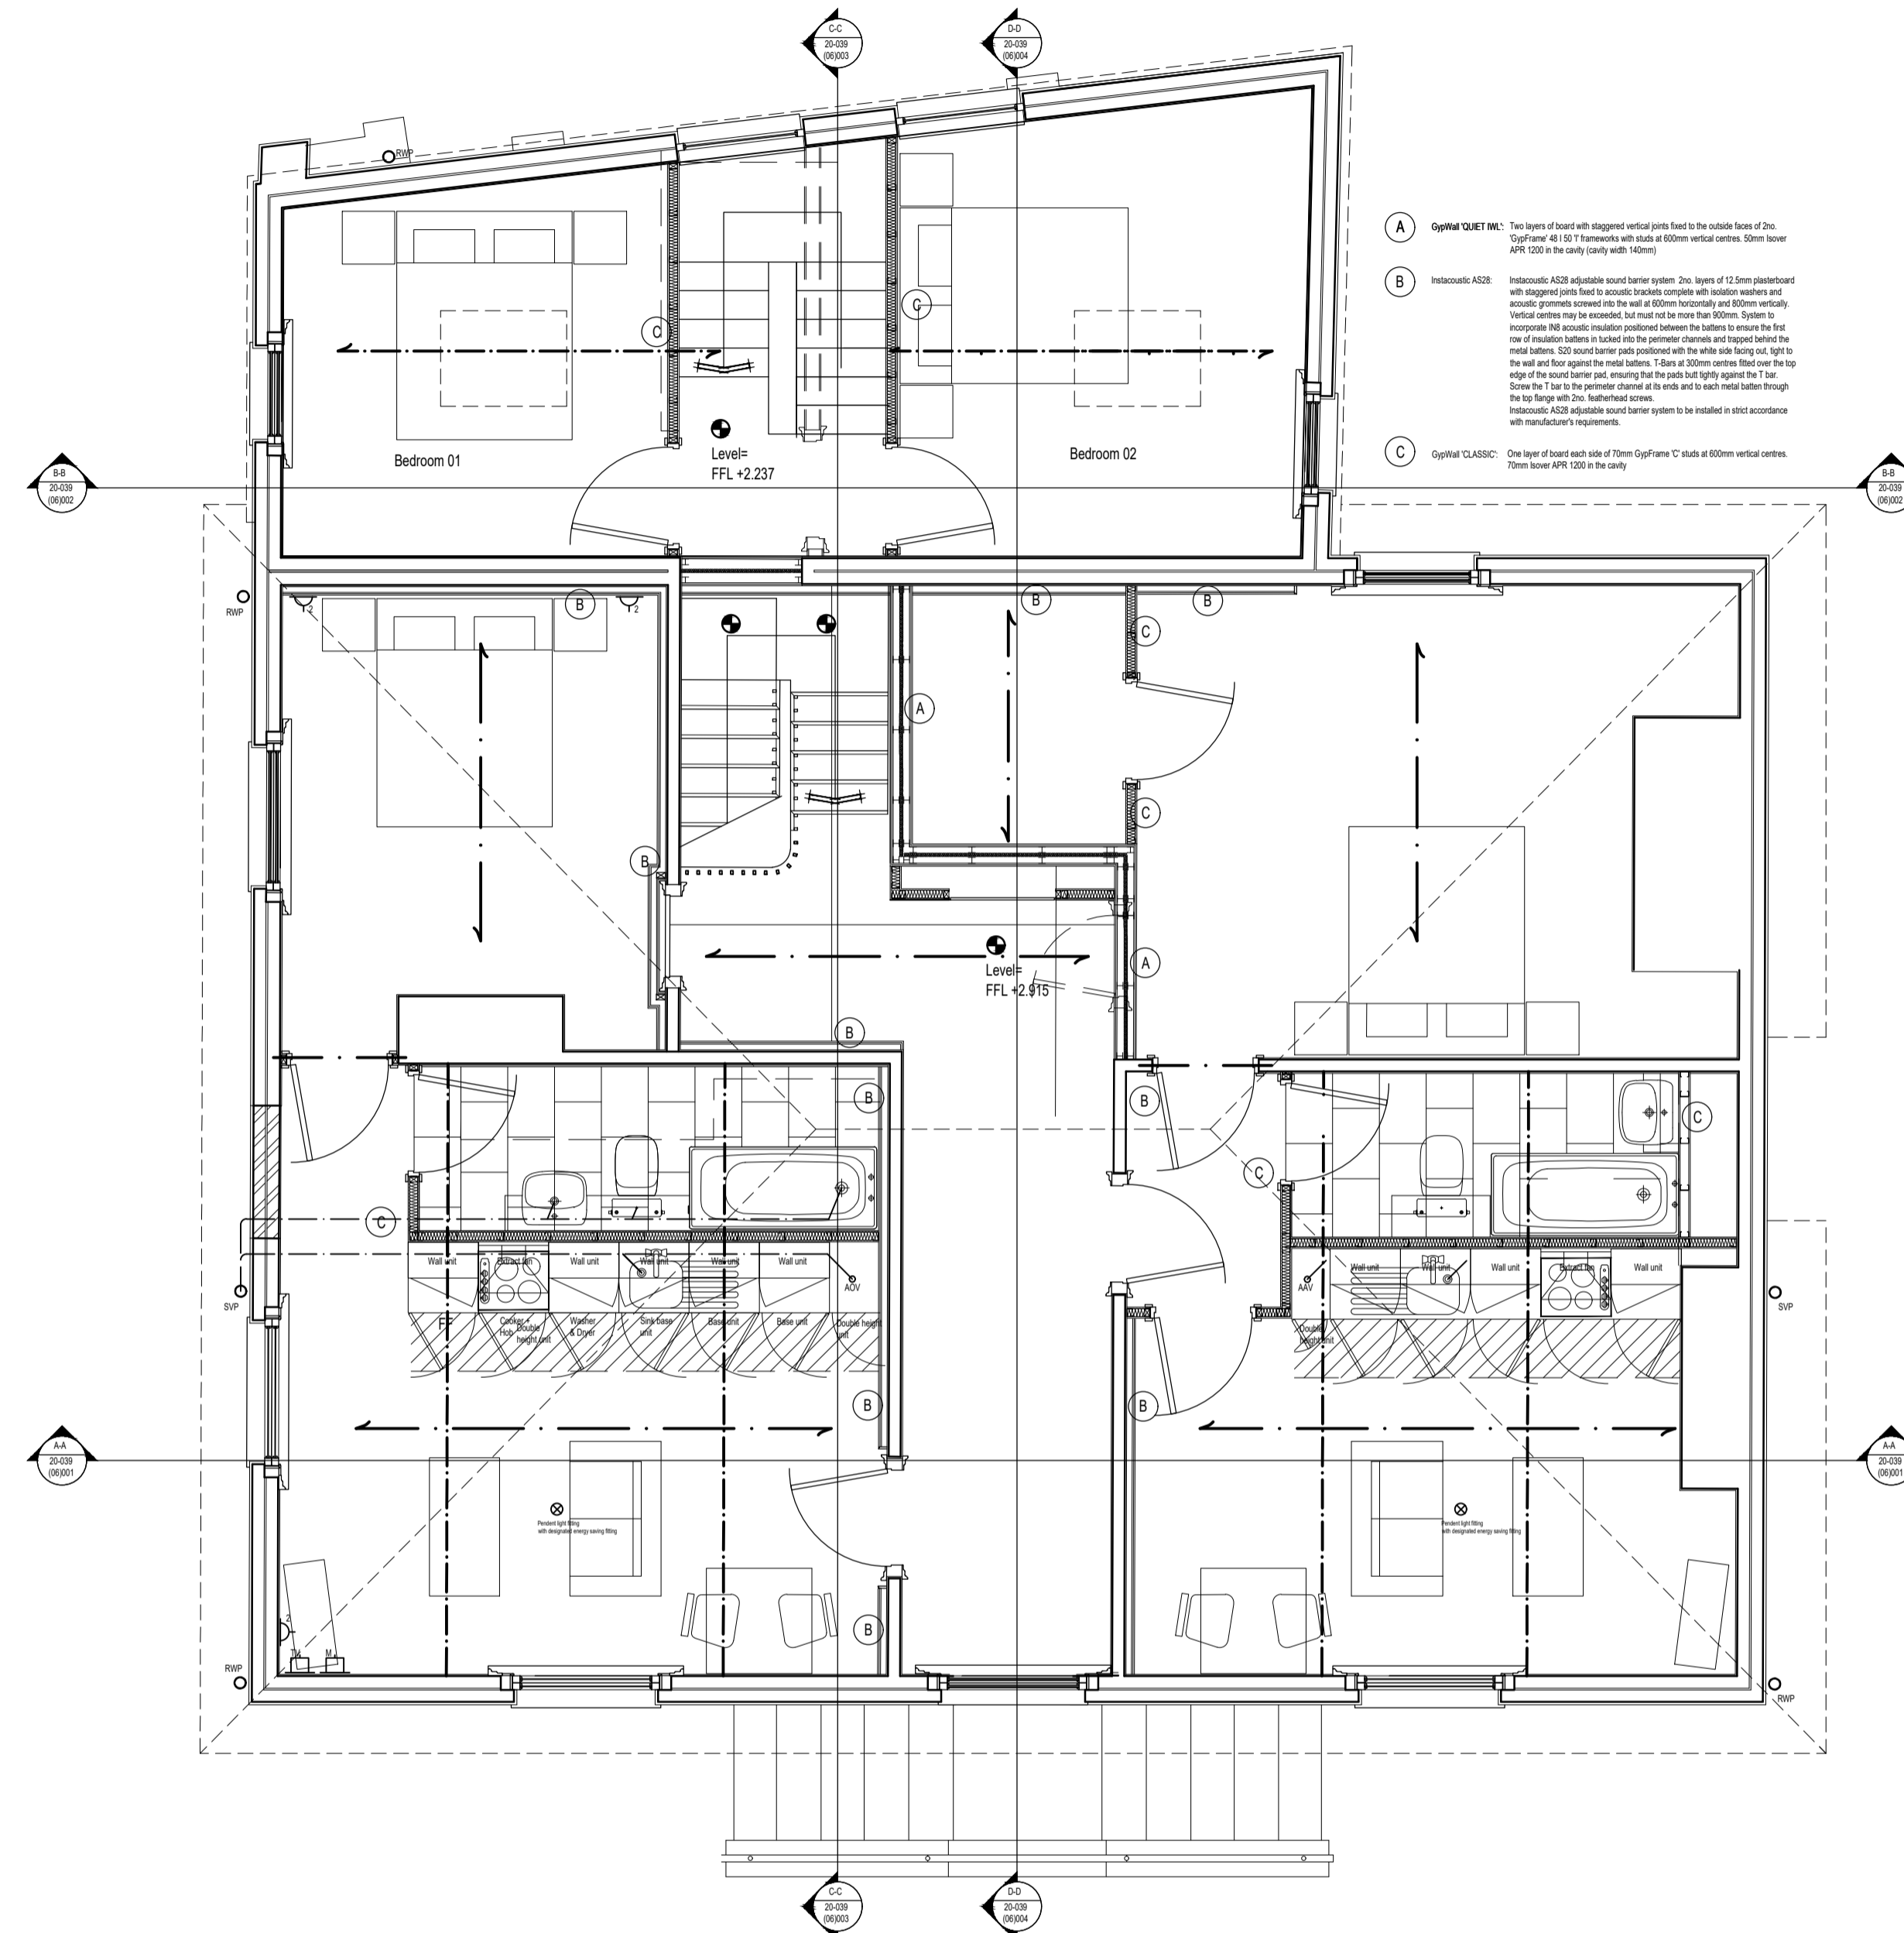 C-C
20-039
(06)003
D-D
20-039
(06)004
RWP
A
GypWall 'QUIET IWL': Two layers of board with staggered vertical joints fixed to the outside faces of 2no.
'GypFrame' 48 I 50 'I' frameworks with studs at 600mm vertical centres. 50mm Isover
APR 1200 in the cavity (cavity width 140mm)
B
Instacoustic AS28: Instacoustic AS28 adjustable sound barrier system 2no. layers of 12.5mm plasterboard
with staggered joints fixed to acoustic brackets complete with isolation washers and
acoustic grommets screwed into the wall at 600mm horizontally and 800mm vertically.
Vertical centres may be exceeded, but must not be more than 900mm. System to
incorporate IN8 acoustic insulation positioned between the battens to ensure the first
row of insulation battens in tucked into the perimeter channels and trapped behind the
metal battens. S20 sound barrier pads positioned with the white side facing out, tight to
the wall and floor against the metal battens. T-Bars at 300mm centres fitted over the top
edge of the sound barrier pad, ensuring that the pads butt tightly against the T bar.
Screw the T bar to the perimeter channel at its ends and to each metal batten through
the top flange with 2no. featherhead screws.
Instacoustic AS28 adjustable sound barrier system to be installed in strict accordance
with manufacturer's requirements.
C
GypWall 'CLASSIC': One layer of board each side of 70mm GypFrame 'C' studs at 600mm vertical centres.
70mm Isover APR 1200 in the cavity
C
C
Bedroom 01
Level=
FFL +2.237
Bedroom 02
B-B
20-039
(06)002
B-B
20-039
(06)002
RWP
2
B
2
B
B
C
A
C
B
Level=
FFL +2.915
A
B
B
B
C
C
C
Wall unit
Extract fan
Wall unit
Wall unit
Wall unit
Wall unit
AOV
SVP
FF
Cooker +
Hob
Double
height unit
Washer
& Dryer
Sink base
unit
Base unit
Base unit
Double height
unit
AAV
Wall unit
Wall unit
Wall unit
Extract fan
Wall unit
SVP
Double
height unit
B
B
A-A
20-039
(06)001
A-A
20-039
(06)001
Pendent light fitting
with designated energy saving fitting
Pendent light fitting
with designated energy saving fitting
2
B
TV
M
RWP
RWP
C-C
20-039
(06)003
D-D
20-039
(06)004